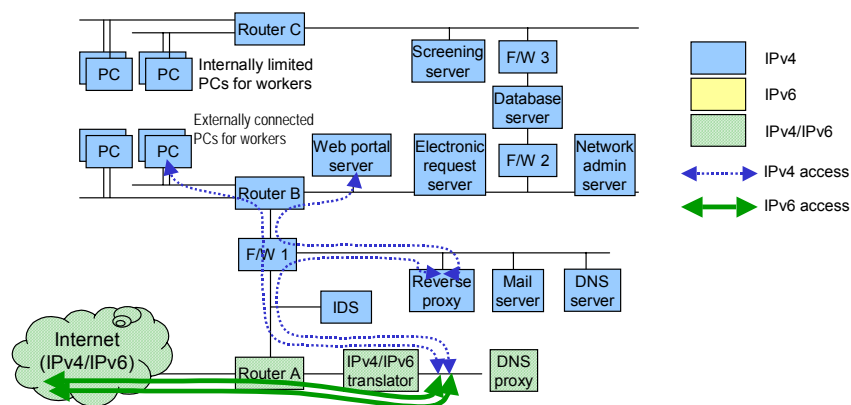 Router C
PC
PC
Internally limited
PCs for workers
Screening
server
F/W 3
Database
server
IPv4
IPv6
IPv4/IPv6
IPv4 access
IPv6 access
Externally connected
PCs for workers
PC
PC
Web portal
server
Electronic
request
server
F/W 2
Network
admin
server
Router B
F/W 1
Reverse
proxy
Mail
server
DNS
server
IDS
Internet
(IPv4/IPv6)
Router A
IPv4/IPv6
translator
DNS
proxy